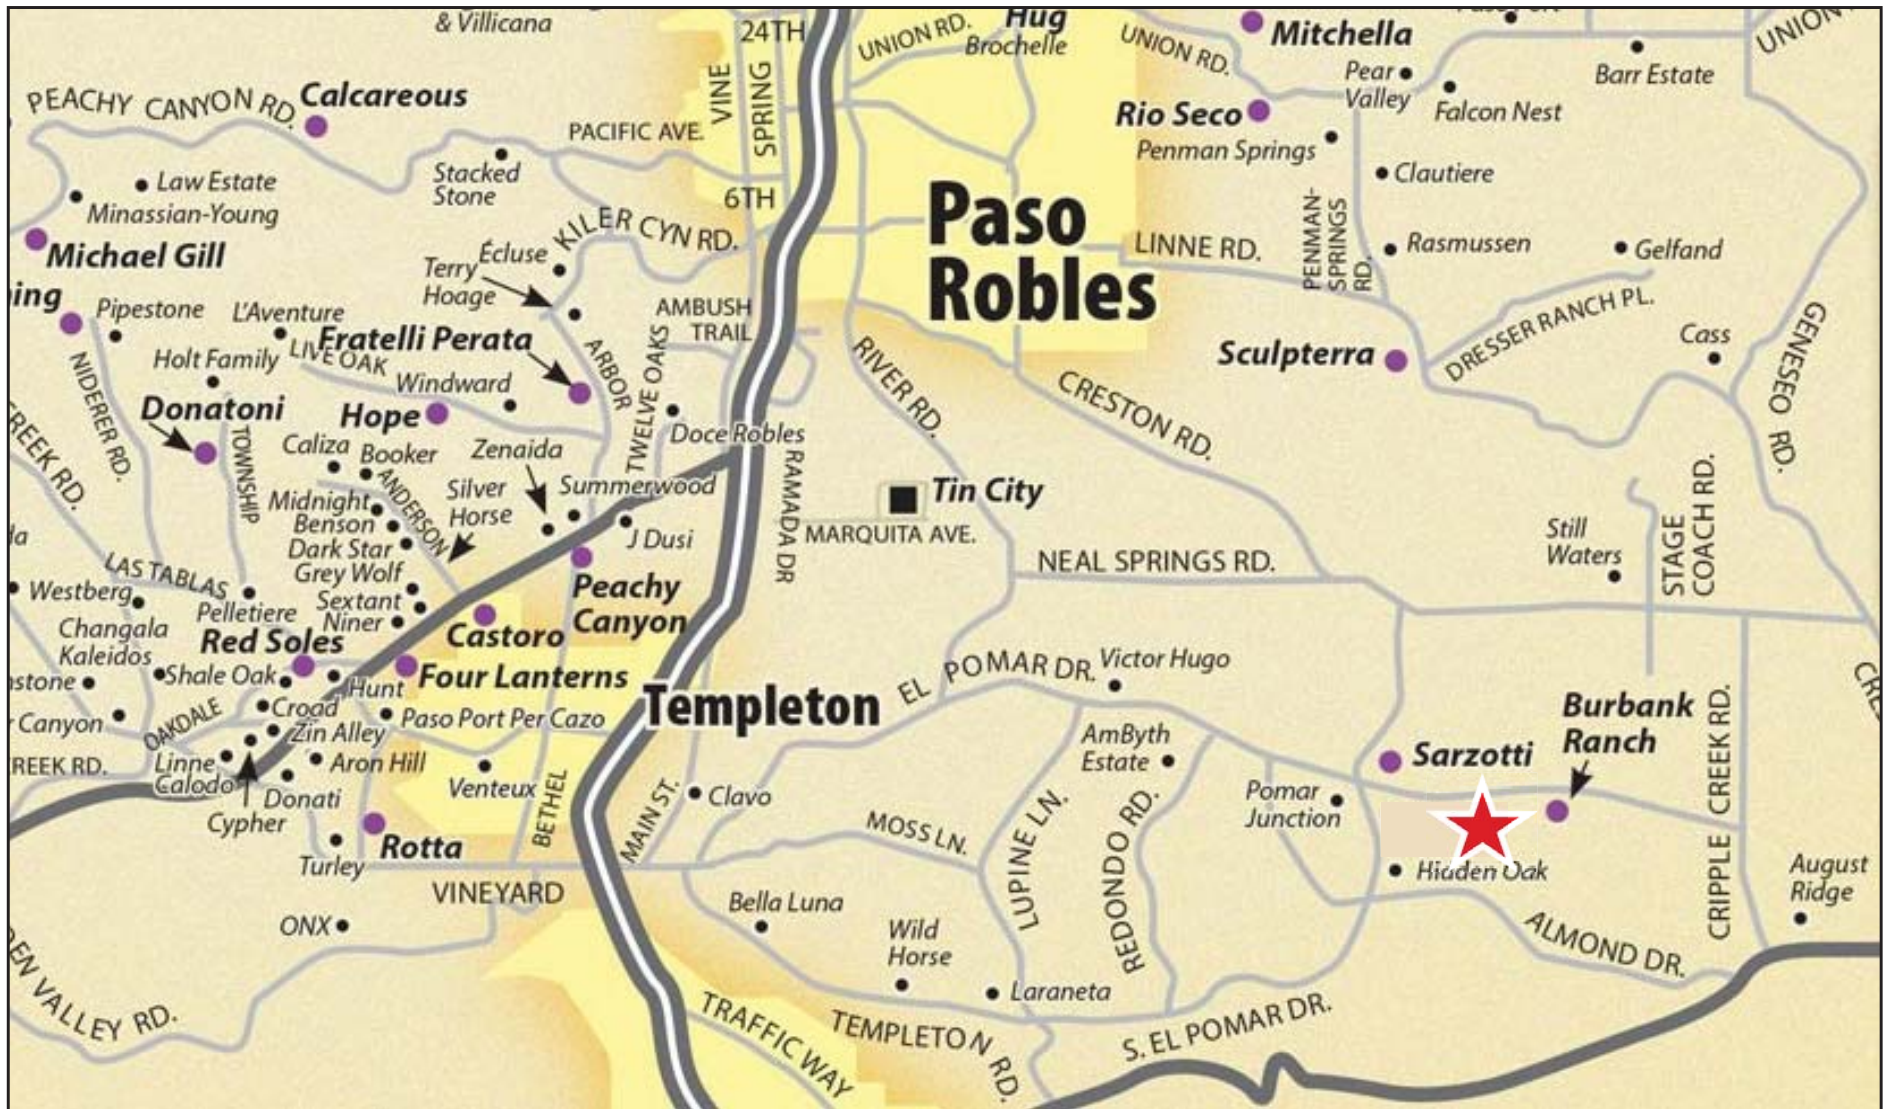 & Villicana
24TH
UNION RD.
Hug
Brochelle
UNION RD.
Mitchella
UNION
Pear
Valley
Falcon Nest
Barr Estate
PEACHY CANYON RD.
Calcareous
VINE
SPRING
PACIFIC AVE.
Rio Seco
Penman Springs
Clautiere
Law Estate
Minassian-Young
Stacked
Stone
6TH
Paso
Robles
KILER CYN RD.
LINNE RD.
PENMAN-
SPRINGS
RD.
Rasmussen
Gelfand
Michael Gill
Écluse
Terry
Hoage
ing
Pipestone
L'Aventure
AMBUSH
TRAIL
DRESSER RANCH PL.
GENESEO RD.
Cass
Sculpterra
Holt Family
LIVE OAK
Fratelli Perata
ARBOR
TWELVE OAKS
RIVER RD.
CRESTON RD.
NIDERER RD.
Windward
Donatoni
Hope
TOWNSHIP
Caliza
Booker
Zenaida
Doce Robles
REEK RD.
Midnight
ANDERSON
Silver
Horse
Summerwood
RAMADA DR
Tin City
MARQUITA AVE.
STAGE
COACH RD.
Benson
Dark Star
Grey Wolf
J Dusi
NEAL SPRINGS RD.
Still
Waters
la
LAS TABLAS
Westberg
Pelletiere
Sextant
Niner
Peachy
Canyon
Changala
Kaleidos
Red Soles
Castoro
nstone
Shale Oak
Hunt
Four Lanterns
Templeton
EL POMAR DR.
Victor Hugo
r Canyon
OAKDALE
Croad
Zin Alley
Paso Port Per Cazo
AmByth
Estate
Burbank
Ranch
Sarzotti
REEK RD.
Linne
Calodo
Aron Hill
Donati
Cypher
Venteux
BETHEL
MAIN ST.
Clavo
Pomar
Junction
CRIPPLE CREEK RD.
Turley
Rotta
MOSS LN.
LUPINE LN.
REDONDO RD.
Hidden Oak
August
Ridge
VINEYARD
ONX
Bella Luna
Wild
Horse
Laraneta
ALMOND DR.
DEN VALLEY RD.
TRAFFIC WAY
TEMPLETON RD.
S. EL POMAR DR.